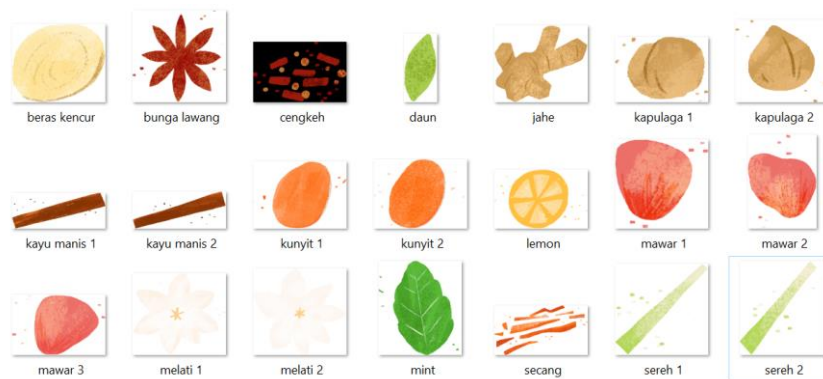 beras kencur
bunga lawang
cengkeh
daun
jahe
kapulaga 1
kapulaga 2
kayu manis 1
kayu manis 2
kunyit 1
kunyit 2
lemon
mawar 1
mawar 2
mawar 3
melati 1
melati 2
mint
secang
sereh 1
sereh 2